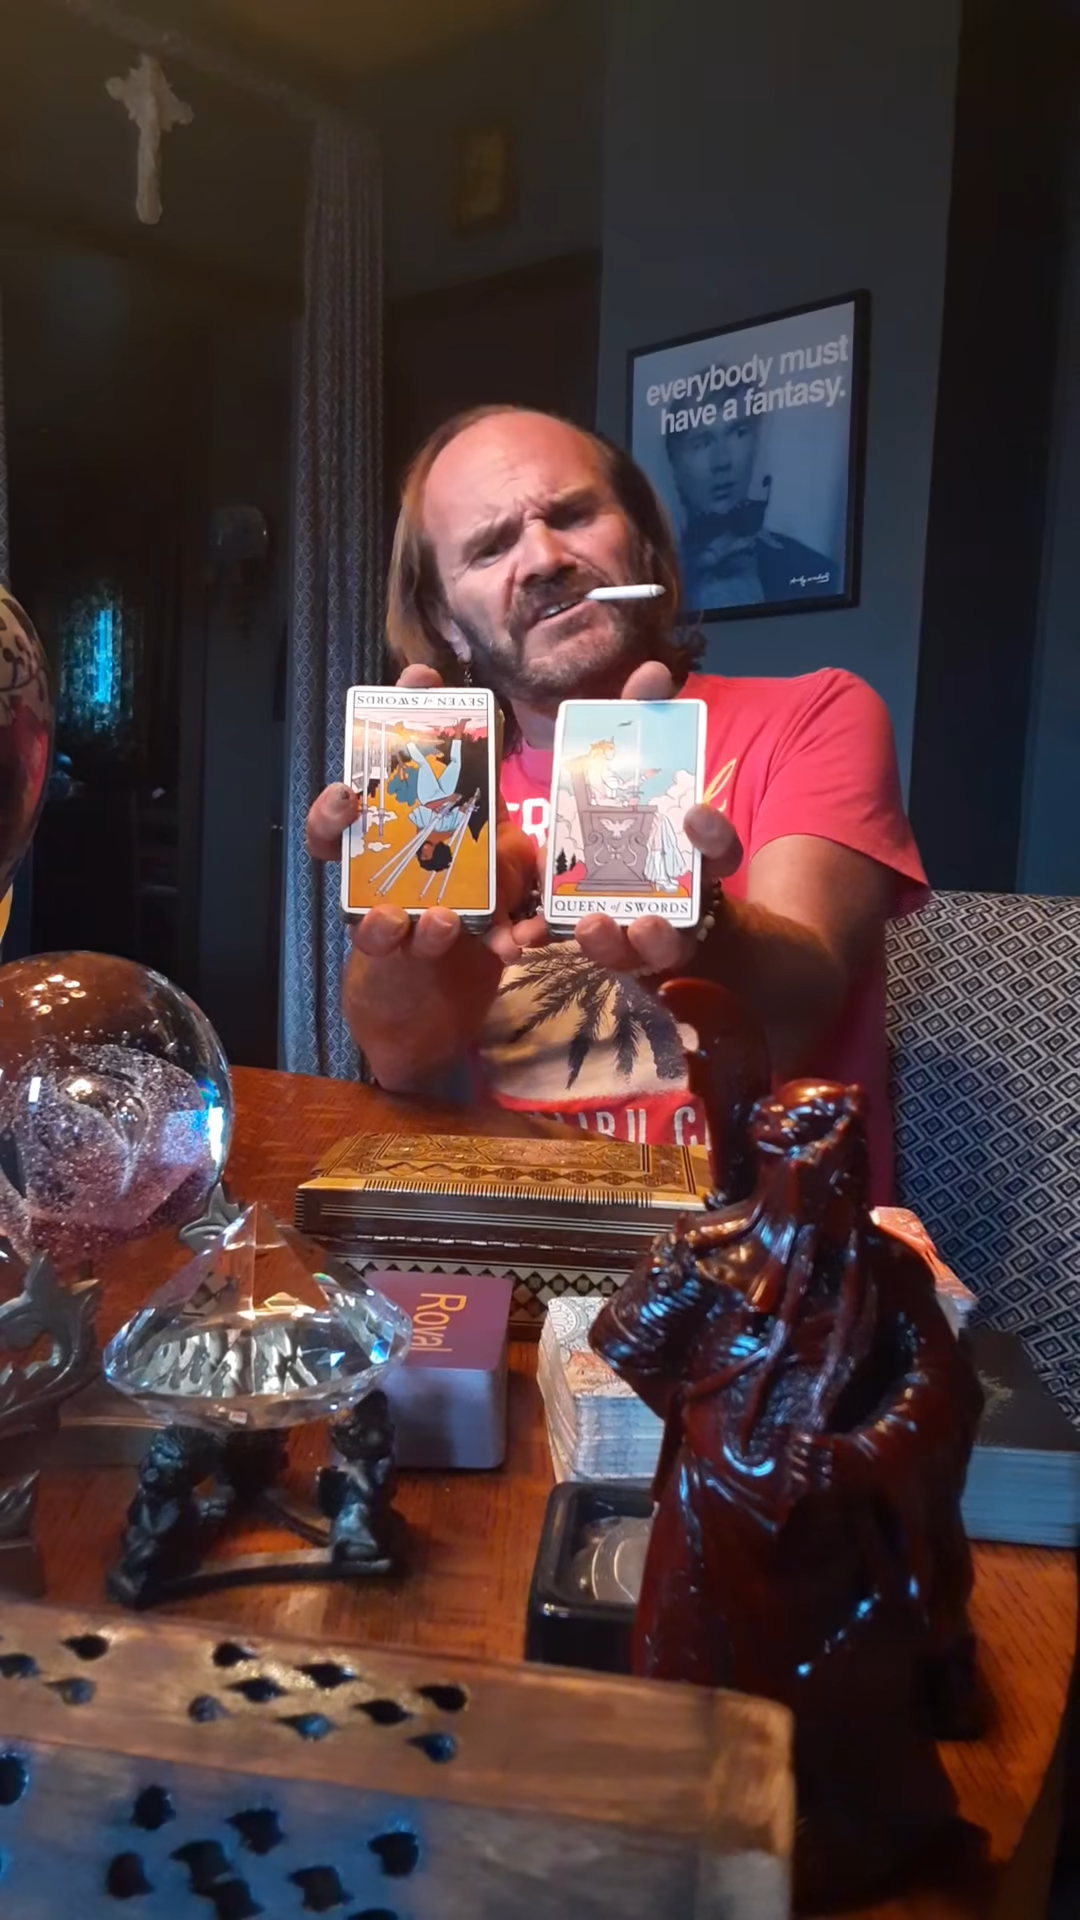 everybody must
have a fantasy.
SEVEN of SWORDS
QUEEN of SWORDS
Royal